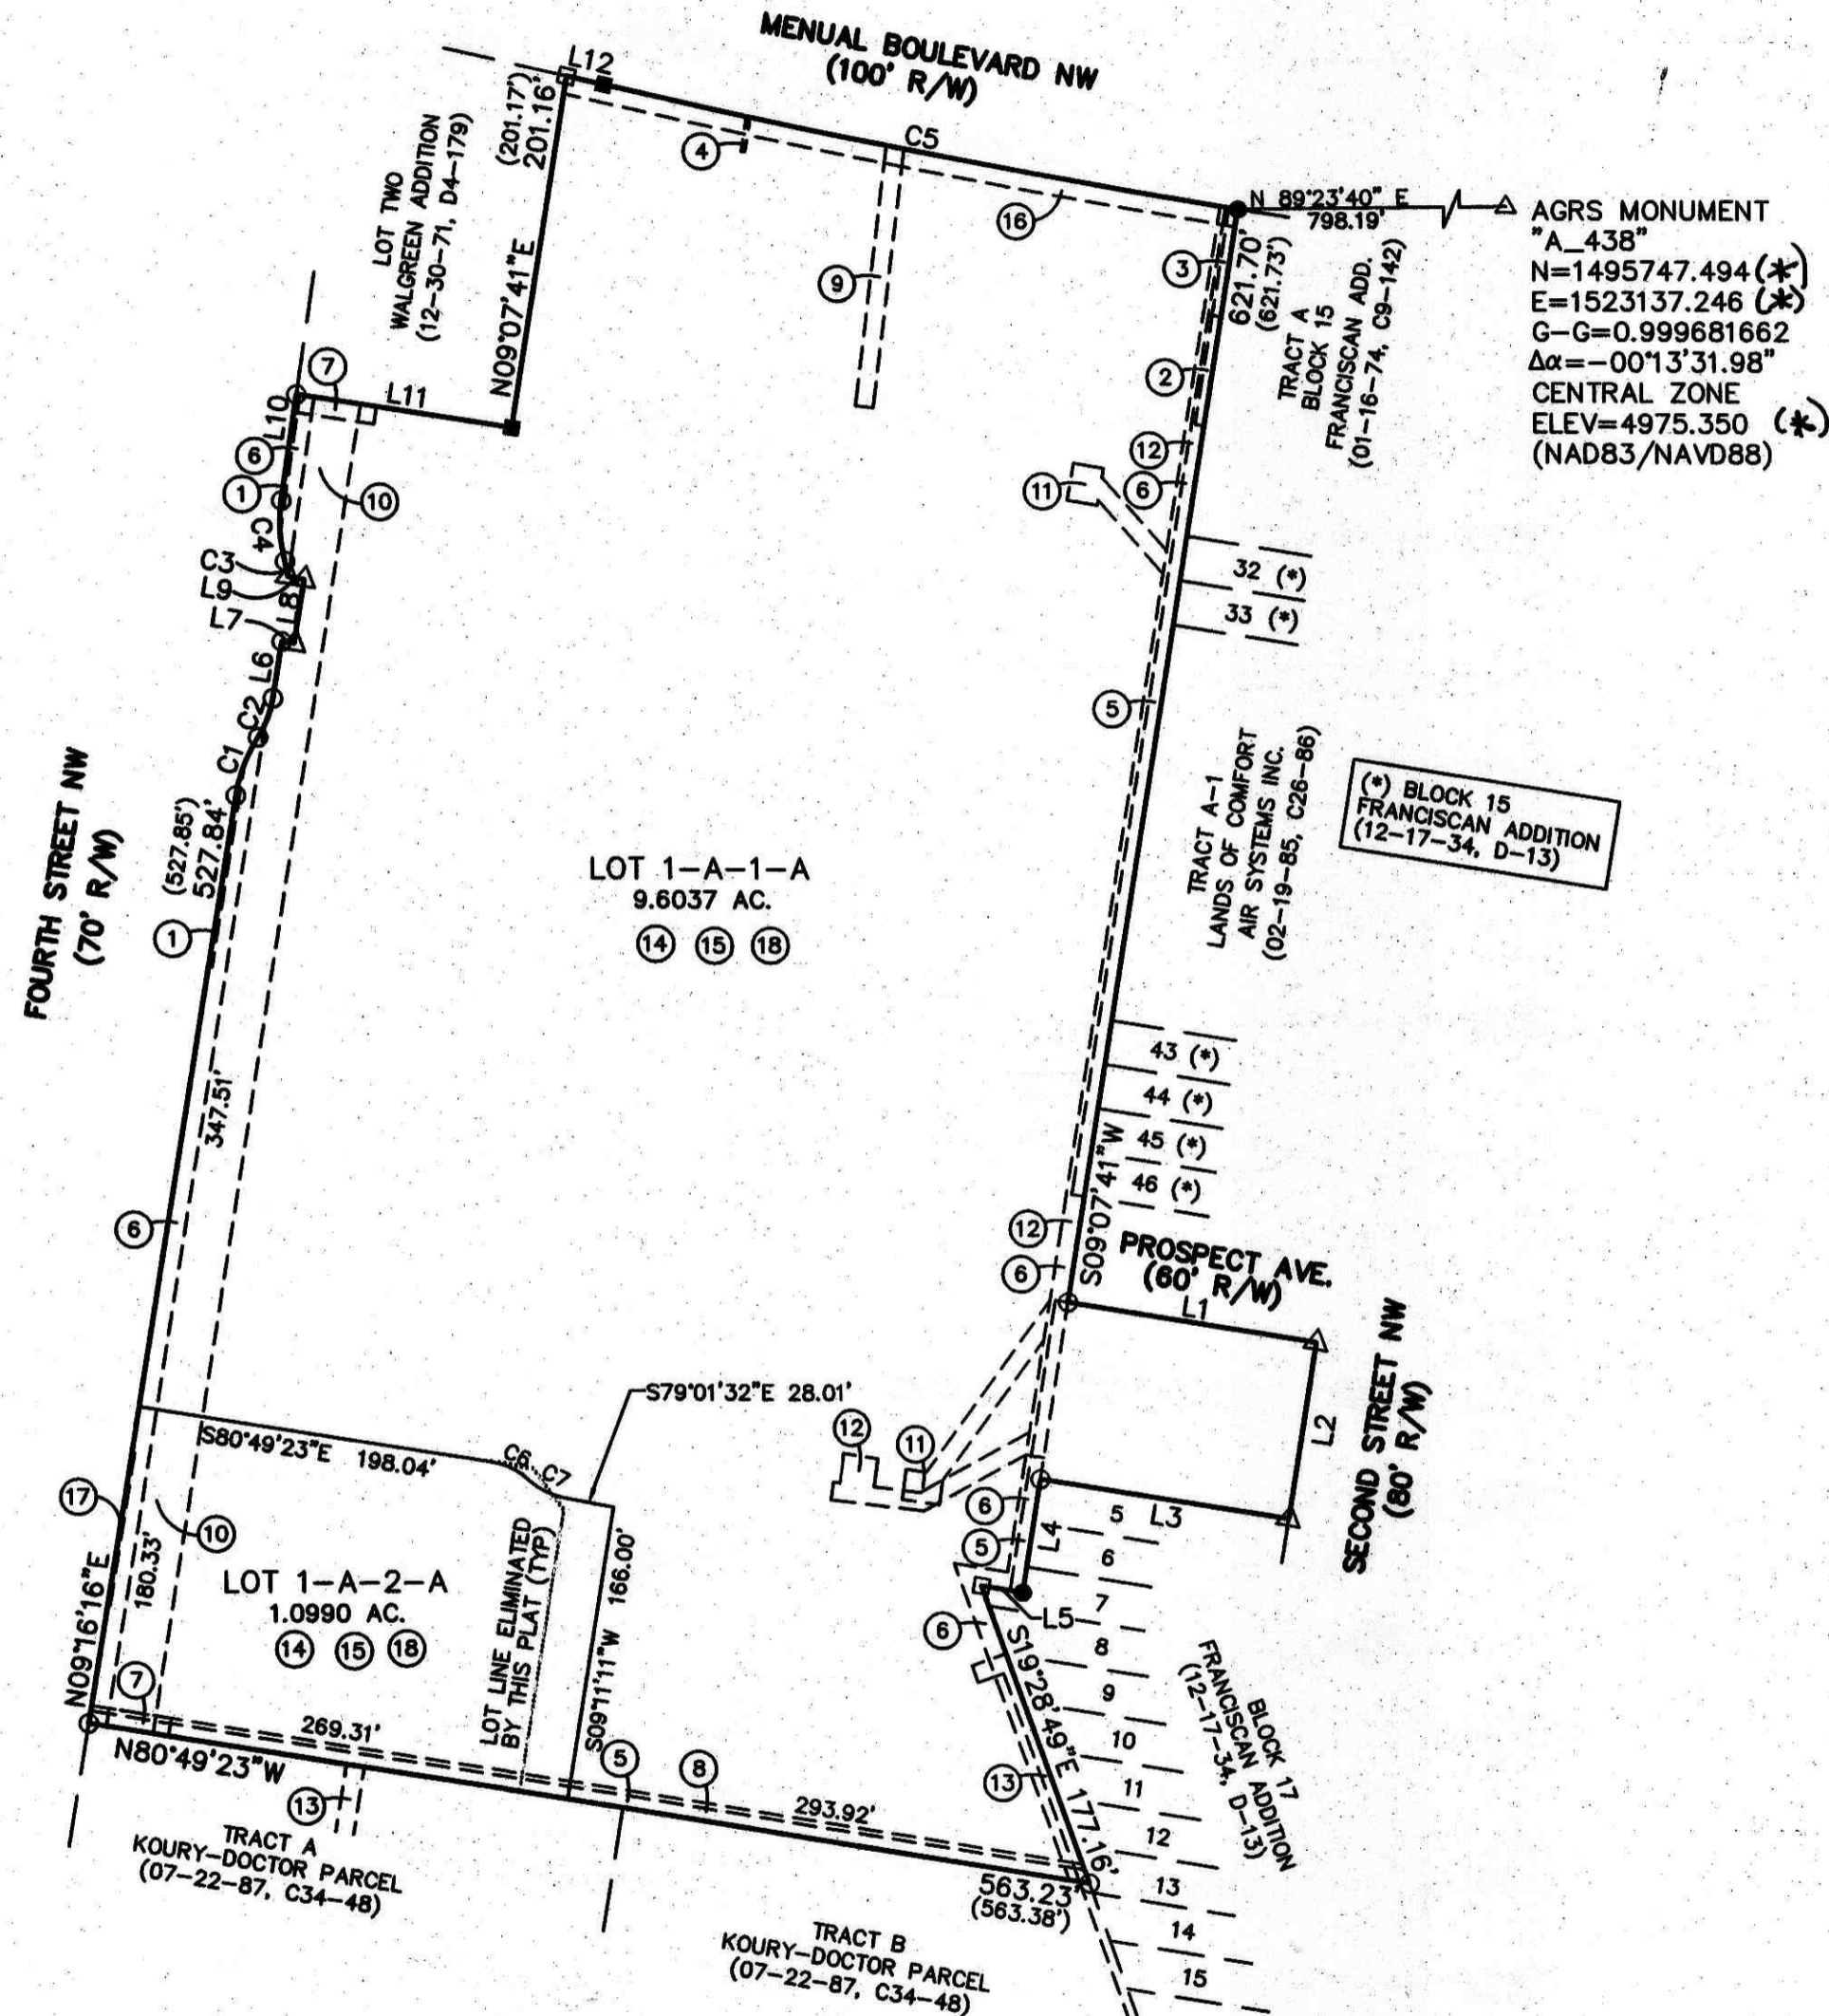 MENUAL BOULEVARD NW
(100' R/W)
L12
(201.17')
201.16'
4
C5
LOT TWO
WALGREEN ADDITION
(12-30-71, D4-179)
N09°07'41"E
16
9
N 89°23'40" E
798.19'
AGRS MONUMENT
"A_438"
N=1495747.494 (*)
E=1523137.246 (*)
G-G=0.999681662
Δα=-00°13'31.98"
CENTRAL ZONE
ELEV=4975.350 (*)
(NAD83/NAVD88)
3
621.70'
(621.73')
2
TRACT A
BLOCK 15
FRANCISCAN ADD.
(01-16-74, C9-142)
7
L11
L10
6
1
10
C4
C3
L9
L8
L7
L6
C2
C1
12
6
11
32 (*)
33 (*)
5
TRACT A-1
LANDS OF COMFORT
AIR SYSTEMS INC.
(02-19-85, C26-86)
(*) BLOCK 15
FRANCISCAN ADDITION
(12-17-34, D-13)
FOURTH STREET NW
(70' R/W)
(527.85')
527.84'
1
LOT 1-A-1-A
9.6037 AC.
14 15 18
347.51'
6
43 (*)
44 (*)
45 (*)
46 (*)
S09°07'41"W
12
6
PROSPECT AVE.
(60' R/W)
L1
L2
SECOND STREET NW
(80' R/W)
S79°01'32"E 28.01'
S80°49'23"E 198.04'
C6
C7
12
11
6
5
L4
5 L3
6
7
L5
8
9
10
11
12
13
14
15
17
10
180.33'
N09°16'16"E
LOT 1-A-2-A
1.0990 AC.
14 15 18
LOT LINE ELIMINATED
BY THIS PLAT (TYP)
S09°11'11"W 166.00'
6
S19°28'49"E 177.16'
BLOCK 17
FRANCISCAN ADDITION
(12-17-34, D-13)
7
269.31'
N80°49'23"W
5
8
13
13
293.92'
563.23'
(563.38')
TRACT A
KOURY-DOCTOR PARCEL
(07-22-87, C34-48)
TRACT B
KOURY-DOCTOR PARCEL
(07-22-87, C34-48)